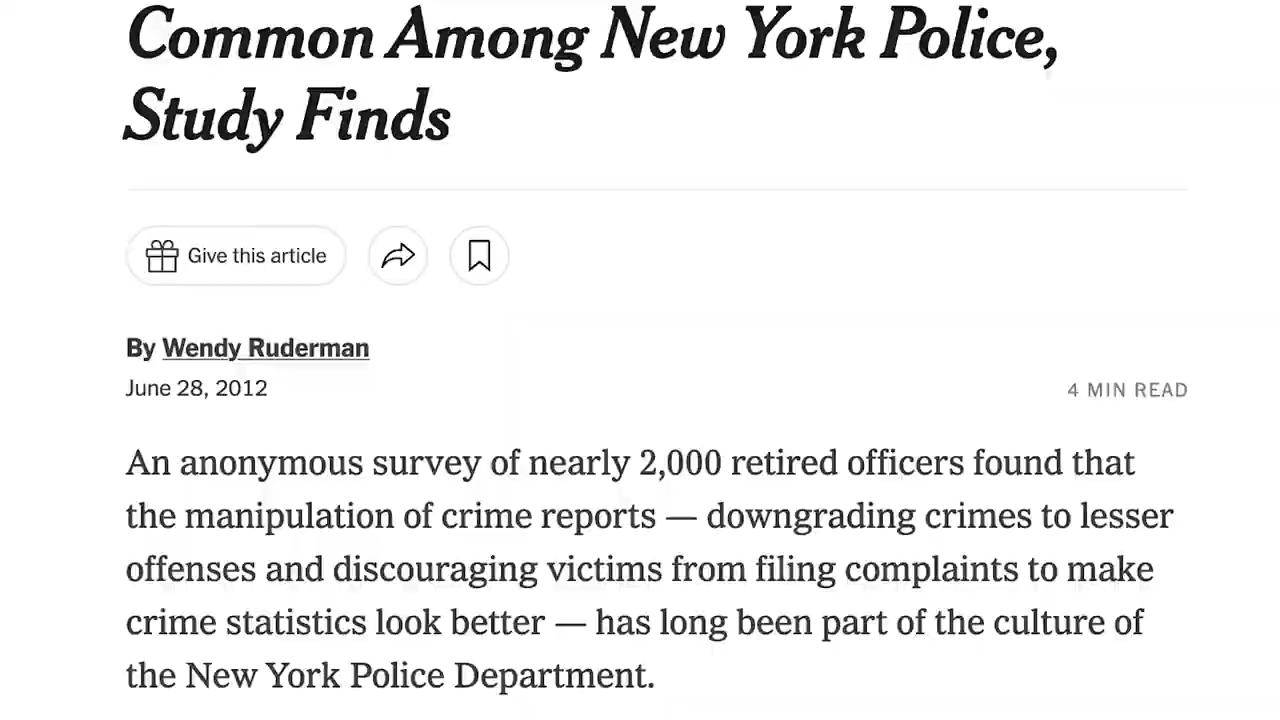 Common Among New York Police,
Study Finds
Give this article
By Wendy Ruderman
June 28, 2012
4 MIN READ
An anonymous survey of nearly 2,000 retired officers found that
the manipulation of crime reports — downgrading crimes to lesser
offenses and discouraging victims from filing complaints to make
crime statistics look better — has long been part of the culture of
the New York Police Department.